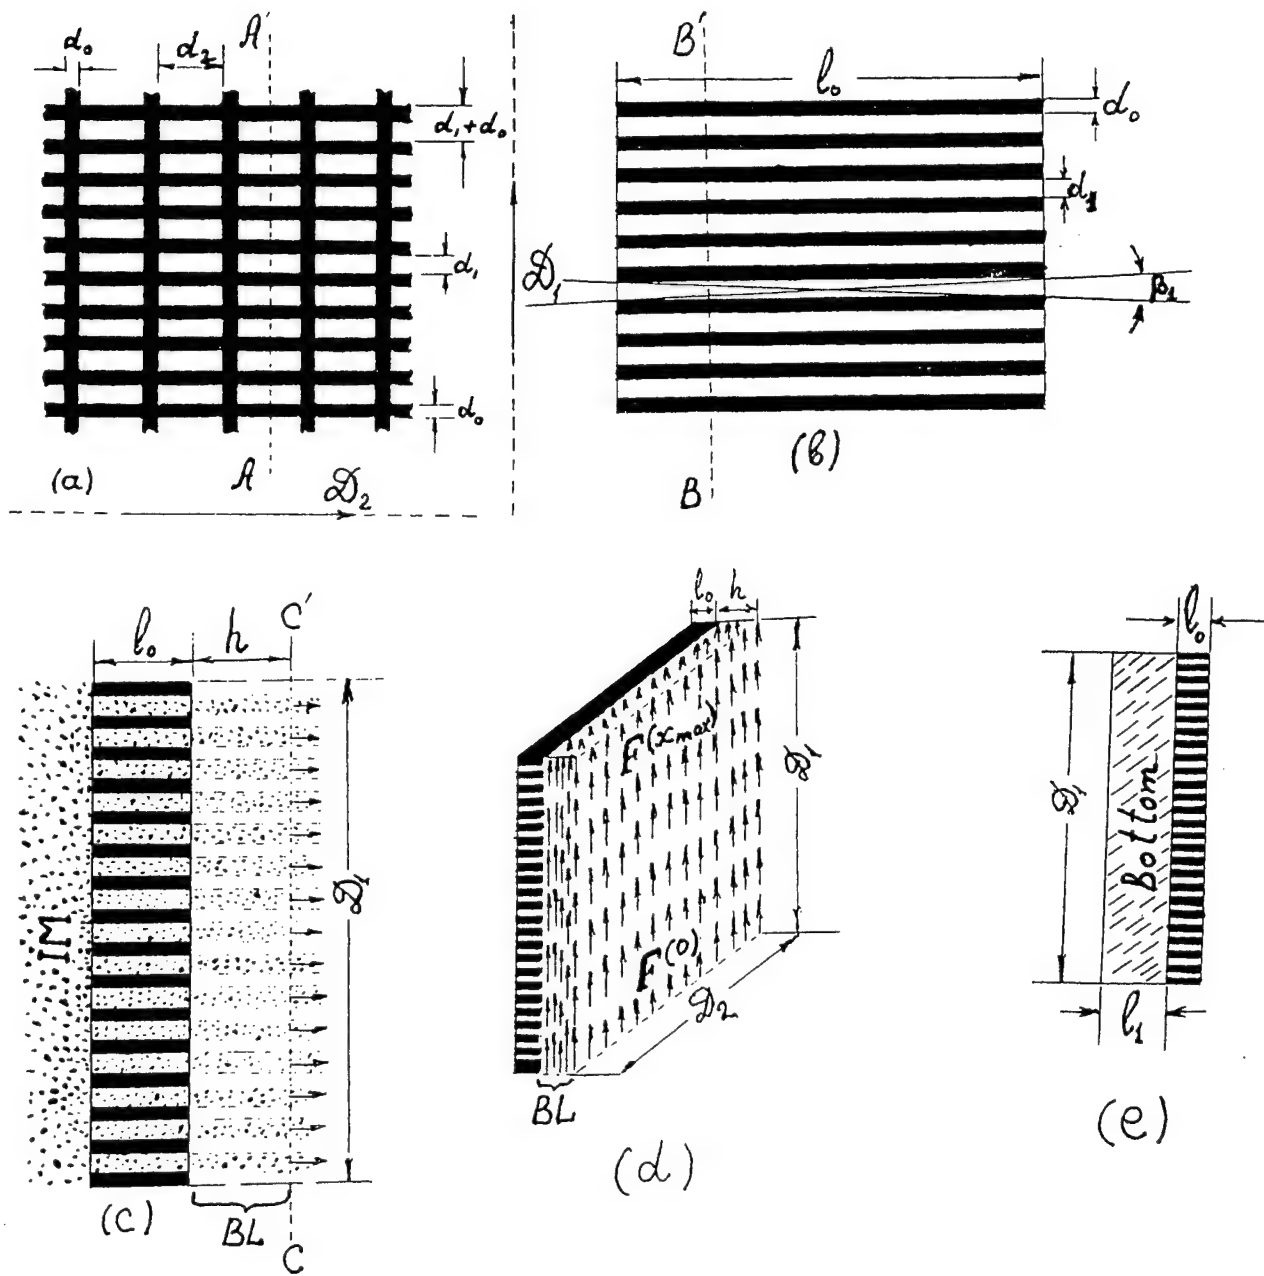 d₀
d₂
A'
d₁+d₀
d₁
d₀
(a)
A
𝒟₂
B'
l₀
d₀
d₁
𝒟₁
β₁
(b)
B
l₀
h
C'
IM
𝒟₁
(c)
BL
C
l₀
h
F(xmax)
𝒟₁
F(0)
𝒟₂
BL
(d)
l₀
𝒟₁
Bottom
l₁
(e)